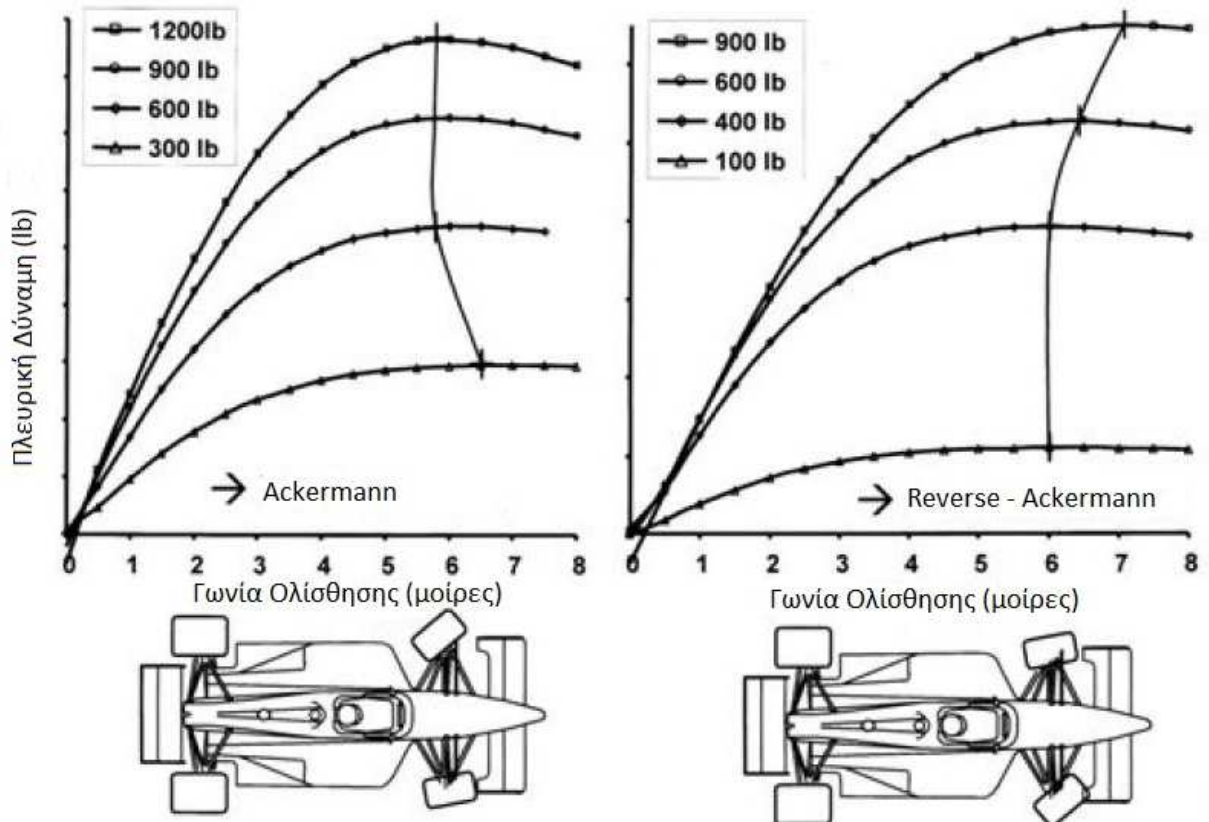 1200lb
900 lb
600 lb
300 lb
Πλευρική Δύναμη (lb)
→ Ackermann
0 1 2 3 4 5 6 7 8
Γωνία Ολίσθησης (μοίρες)
900 lb
600 lb
400 lb
100 lb
→ Reverse - Ackermann
0 1 2 3 4 5 6 7 8
Γωνία Ολίσθησης (μοίρες)